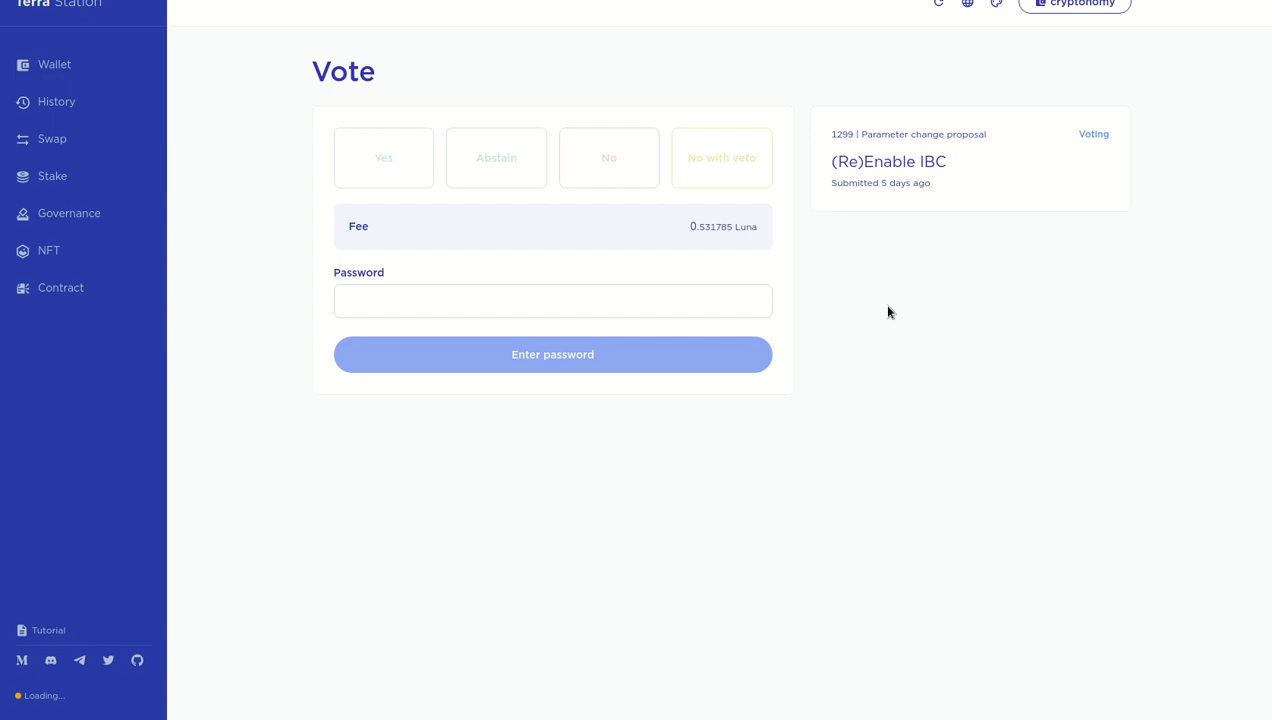 Terra Station
cryptonomy
Wallet
History
Swap
Stake
Governance
NFT
Contract
Tutorial
Loading...
Vote
Yes
Abstain
No
No with veto
Fee
0.531785 Luna
Password
Enter password
1299 | Parameter change proposal
Voting
(Re)Enable IBC
Submitted 5 days ago